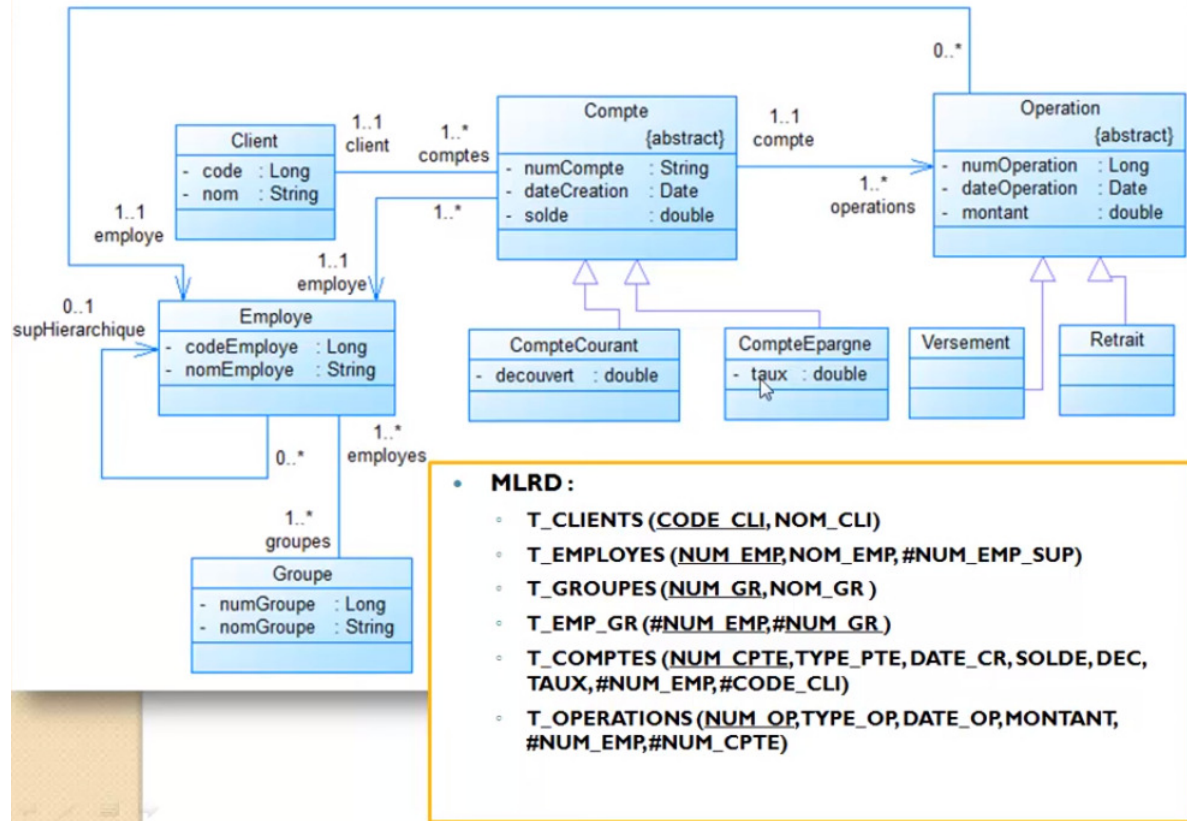 0..*
Client
- code : Long
- nom : String
1..1
client
1..*
comptes
Compte
{abstract}
- numCompte : String
- dateCreation : Date
- solde : double
1..1
compte
1..*
operations
Operation
{abstract}
- numOperation : Long
- dateOperation : Date
- montant : double
1..1
employe
1..*
1..1
employe
0..1
supHierarchique
Employe
- codeEmploye : Long
- nomEmploye : String
CompteCourant
- decouvert : double
CompteEpargne
- taux : double
Versement
Retrait
0..*
1..*
employes
1..*
groupes
Groupe
- numGroupe : Long
- nomGroupe : String
• MLRD :
◦ T_CLIENTS (CODE_CLI, NOM_CLI)
◦ T_EMPLOYES (NUM_EMP, NOM_EMP, #NUM_EMP_SUP)
◦ T_GROUPES (NUM_GR, NOM_GR )
◦ T_EMP_GR (#NUM_EMP,#NUM_GR )
◦ T_COMPTES (NUM_CPTE, TYPE_PTE, DATE_CR, SOLDE, DEC,
TAUX, #NUM_EMP,#CODE_CLI)
◦ T_OPERATIONS (NUM_OP, TYPE_OP, DATE_OP, MONTANT,
#NUM_EMP,#NUM_CPTE)